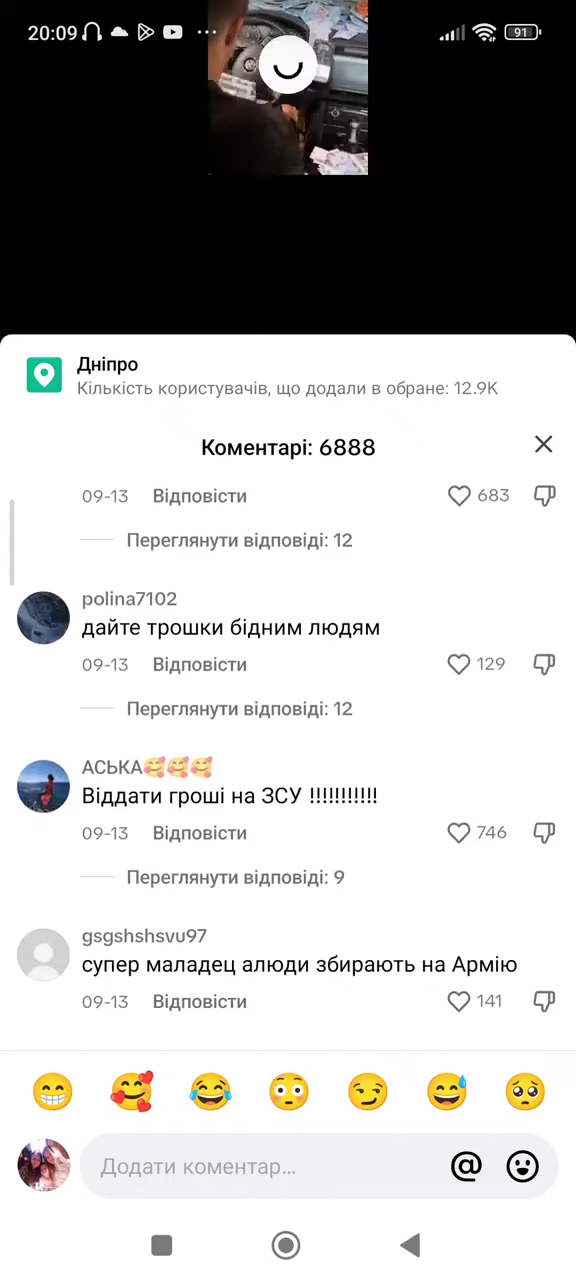 20:09
91
Дніпро
Кількість користувачів, що додали в обране: 12.9K
Коментарі: 6888
09-13 Відповісти 683
Переглянути відповіді: 12
polina7102
дайте трошки бідним людям
09-13 Відповісти 129
Переглянути відповіді: 12
АСЬКА🥰🥰🥰
Віддати гроші на ЗСУ !!!!!!!!!!!
09-13 Відповісти 746
Переглянути відповіді: 9
gsgshshsvu97
супер маладец алюди збирають на Армію
09-13 Відповісти 141
Додати коментар...